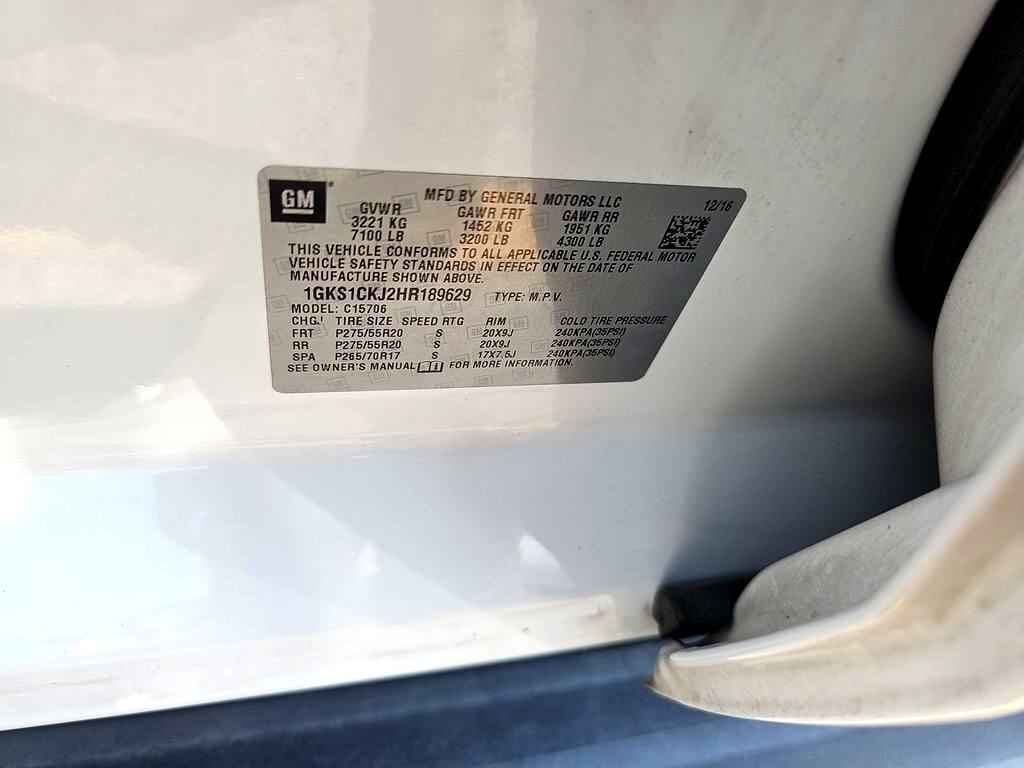 GM ®
MFD BY GENERAL MOTORS LLC
12/16
GVWR GAWR FRT GAWR RR
3221 KG 1452 KG 1951 KG
7100 LB 3200 LB 4300 LB
THIS VEHICLE CONFORMS TO ALL APPLICABLE U.S. FEDERAL MOTOR
VEHICLE SAFETY STANDARDS IN EFFECT ON THE DATE OF
MANUFACTURE SHOWN ABOVE.
1GKS1CKJ2HR189629 TYPE: M.P.V.
MODEL: C15706
TIRE SIZE SPEED RTG RIM COLD TIRE PRESSURE
FRT P275/55R20 S 20X9J 240KPA(35PSI)
RR P275/55R20 S 20X9J 240KPA(35PSI)
SPA P265/70R17 S 17X7.5J 240KPA(35PSI)
SEE OWNER'S MANUAL FOR MORE INFORMATION.